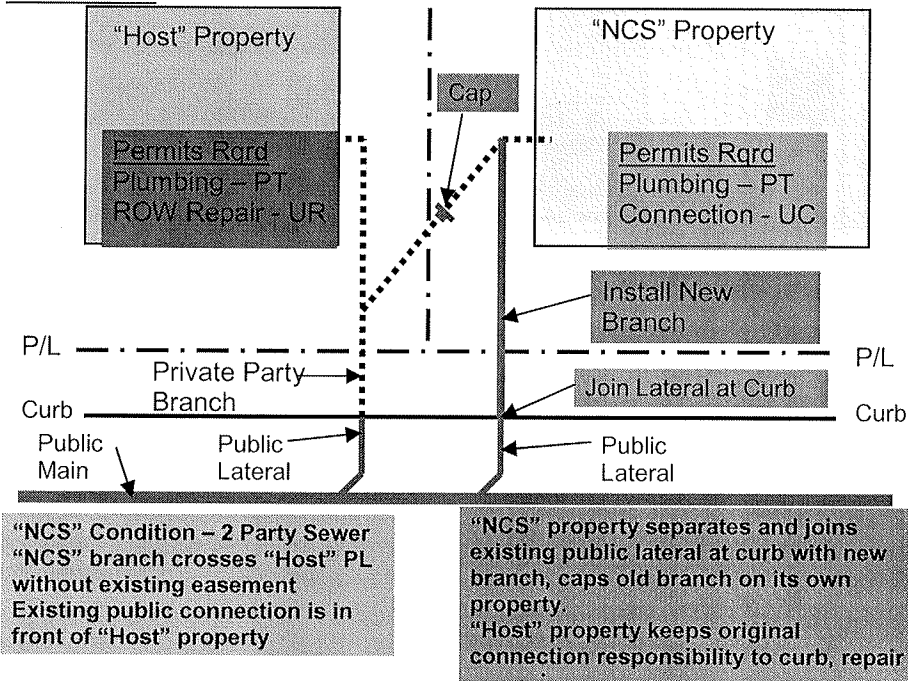 "Host" Property
"NCS" Property
Cap
Permits Rqrd
Plumbing – PT
ROW Repair - UR
Permits Rqrd
Plumbing – PT
Connection - UC
Install New
Branch
P/L
P/L
Private Party
Branch
Join Lateral at Curb
Curb
Curb
Public
Main
Public
Lateral
Public
Lateral
"NCS" Condition – 2 Party Sewer
"NCS" branch crosses "Host" PL
without existing easement
Existing public connection is in
front of "Host" property
"NCS" property separates and joins
existing public lateral at curb with new
branch, caps old branch on its own
property.
"Host" property keeps original
connection responsibility to curb, repair